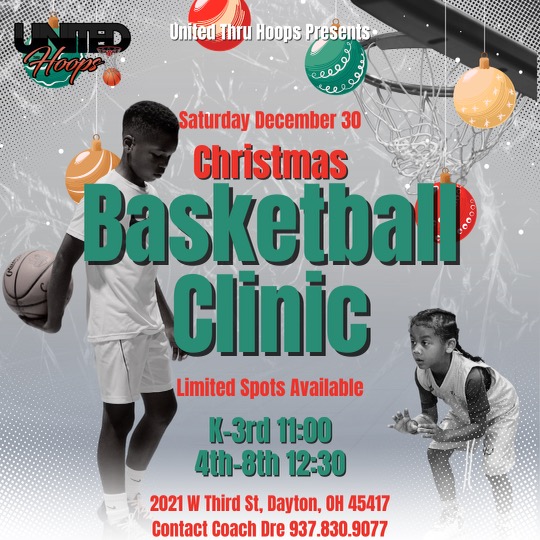 UNITED
Hoops
United Thru Hoops Presents
Saturday December 30
Christmas
Basketball
Clinic
Limited Spots Available
K-3rd 11:00
4th-8th 12:30
2021 W Third St, Dayton, OH 45417
Contact Coach Dre 937.830.9077